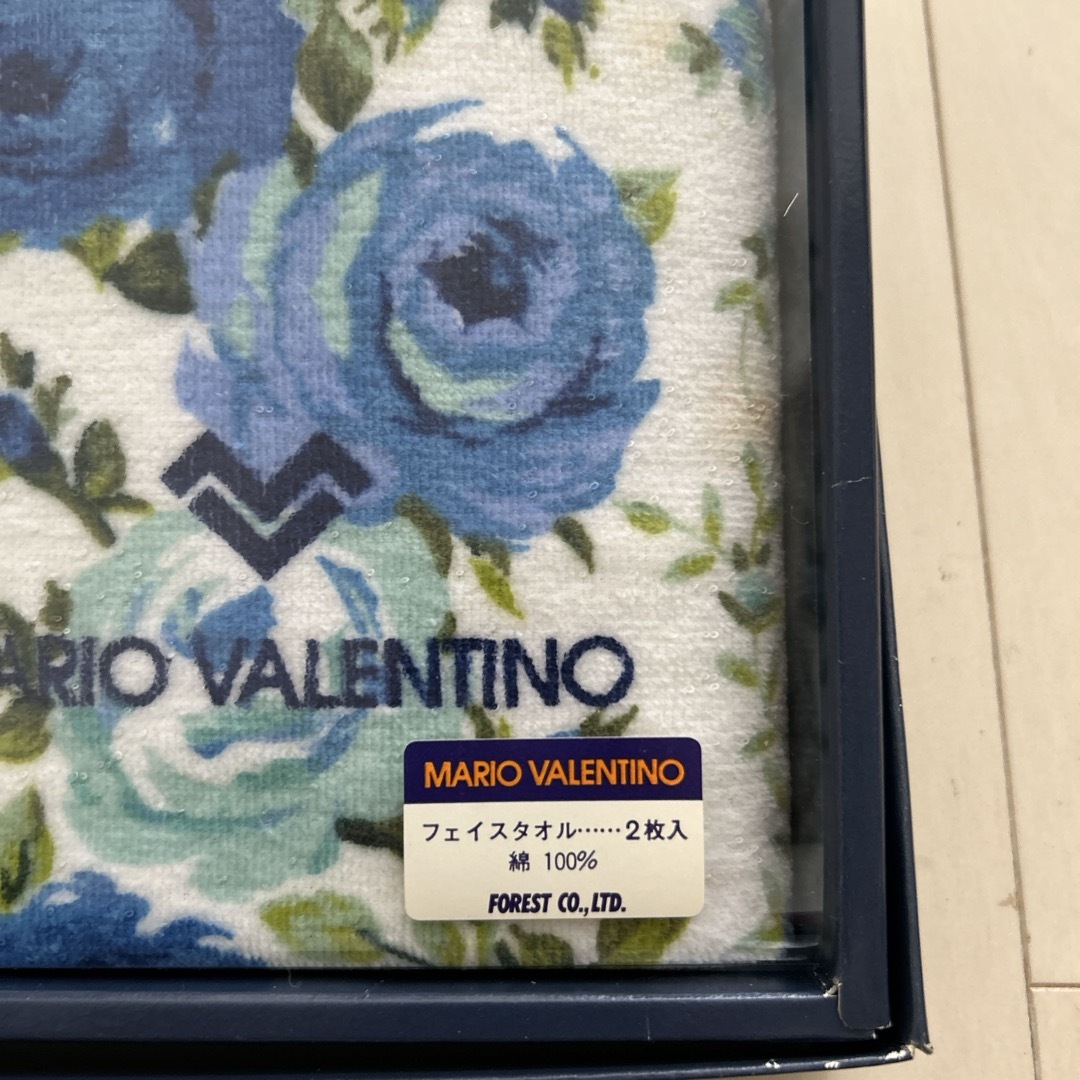 ARIO VALENTINO
MARIO VALENTINO
フェイスタオル……2枚入
綿 100%
FOREST CO., LTD.